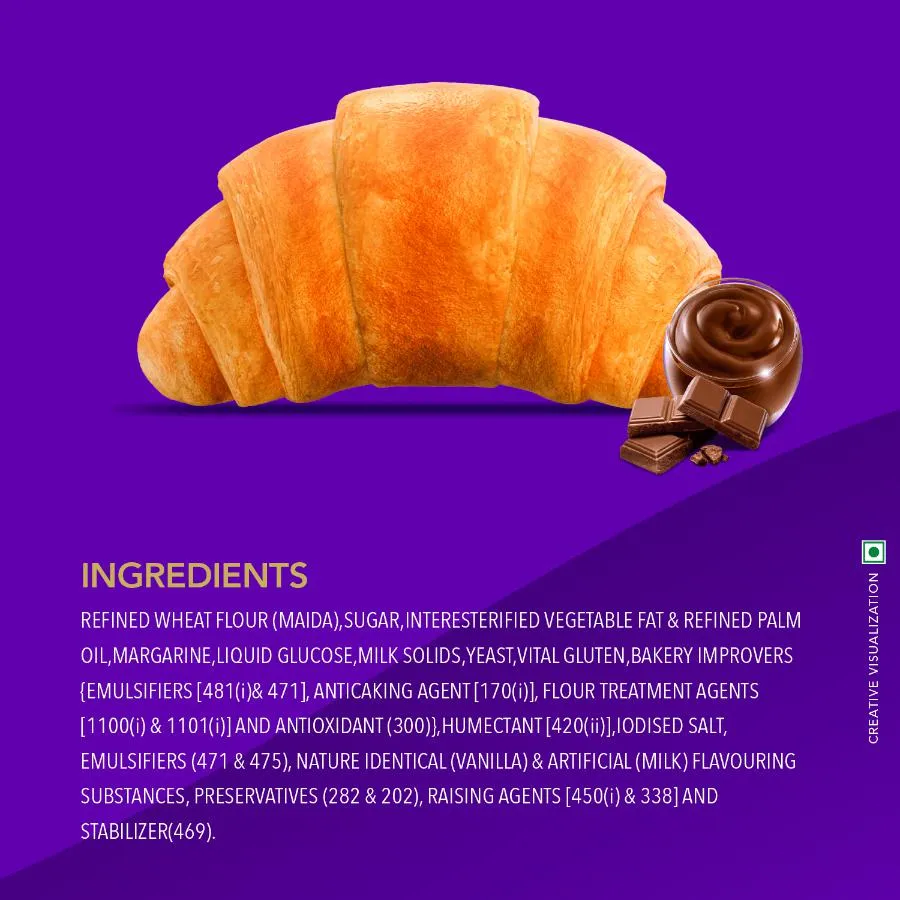 INGREDIENTS
REFINED WHEAT FLOUR (MAIDA),SUGAR,INTERESTERIFIED VEGETABLE FAT & REFINED PALM
OIL,MARGARINE,LIQUID GLUCOSE,MILK SOLIDS,YEAST,VITAL GLUTEN,BAKERY IMPROVERS
{EMULSIFIERS [481(i)& 471], ANTICAKING AGENT [170(i)], FLOUR TREATMENT AGENTS
[1100(i) & 1101(i)] AND ANTIOXIDANT (300)},HUMECTANT [420(ii)],IODISED SALT,
EMULSIFIERS (471 & 475), NATURE IDENTICAL (VANILLA) & ARTIFICIAL (MILK) FLAVOURING
SUBSTANCES, PRESERVATIVES (282 & 202), RAISING AGENTS [450(i) & 338] AND
STABILIZER(469).
CREATIVE VISUALIZATION